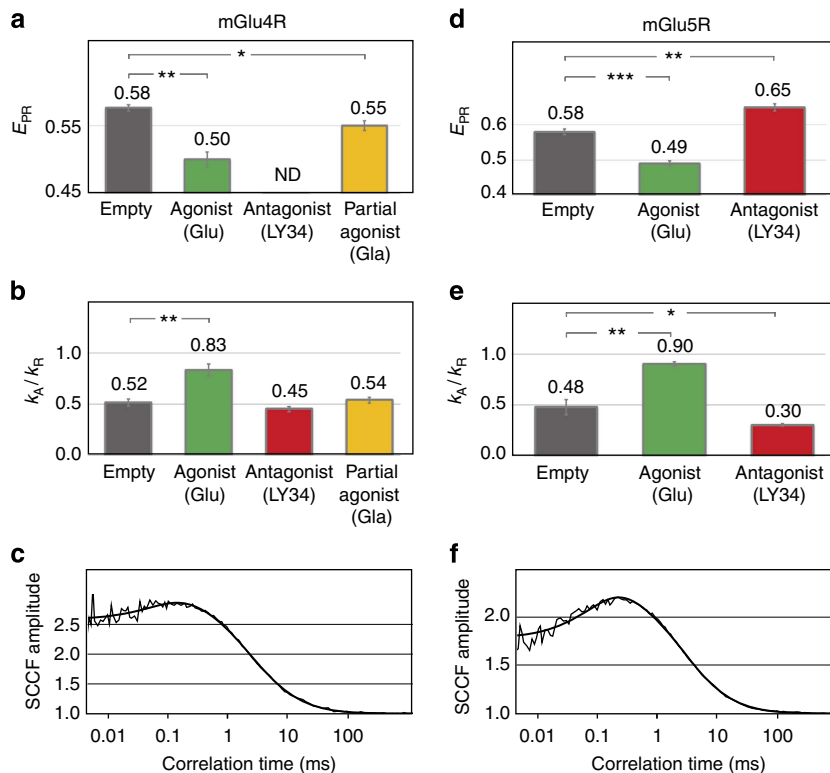 a
mGlu4R
E_PR
0.55
0.45
*
**
0.58
0.50
ND
0.55
Empty
Agonist
(Glu)
Antagonist
(LY34)
Partial
agonist
(Gla)
d
mGlu5R
E_PR
0.6
0.5
0.4
**
***
0.58
0.49
0.65
Empty
Agonist
(Glu)
Antagonist
(LY34)
b
k_A / k_R
1.0
0.5
0.0
**
0.52
0.83
0.45
0.54
Empty
Agonist
(Glu)
Antagonist
(LY34)
Partial
agonist
(Gla)
e
k_A / k_R
1.0
0.5
0.0
*
**
0.48
0.90
0.30
Empty
Agonist
(Glu)
Antagonist
(LY34)
c
SCCF amplitude
2.5
2.0
1.5
1.0
0.01 0.1 1 10 100
Correlation time (ms)
f
SCCF amplitude
2.0
1.5
1.0
0.01 0.1 1 10 100
Correlation time (ms)